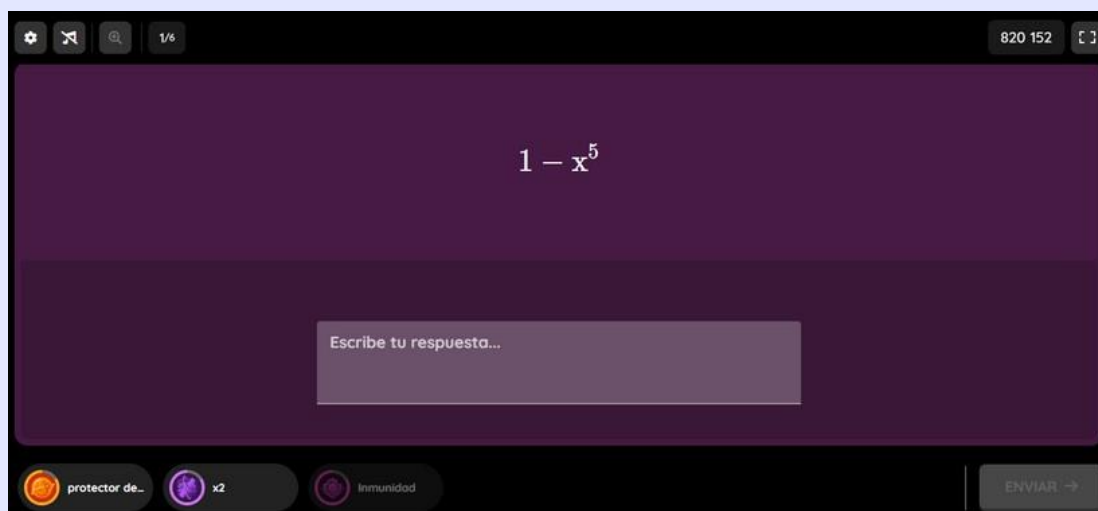 1/6
820 152
1 − x⁵
Escribe tu respuesta...
protector de...
x2
Inmunidad
ENVIAR →